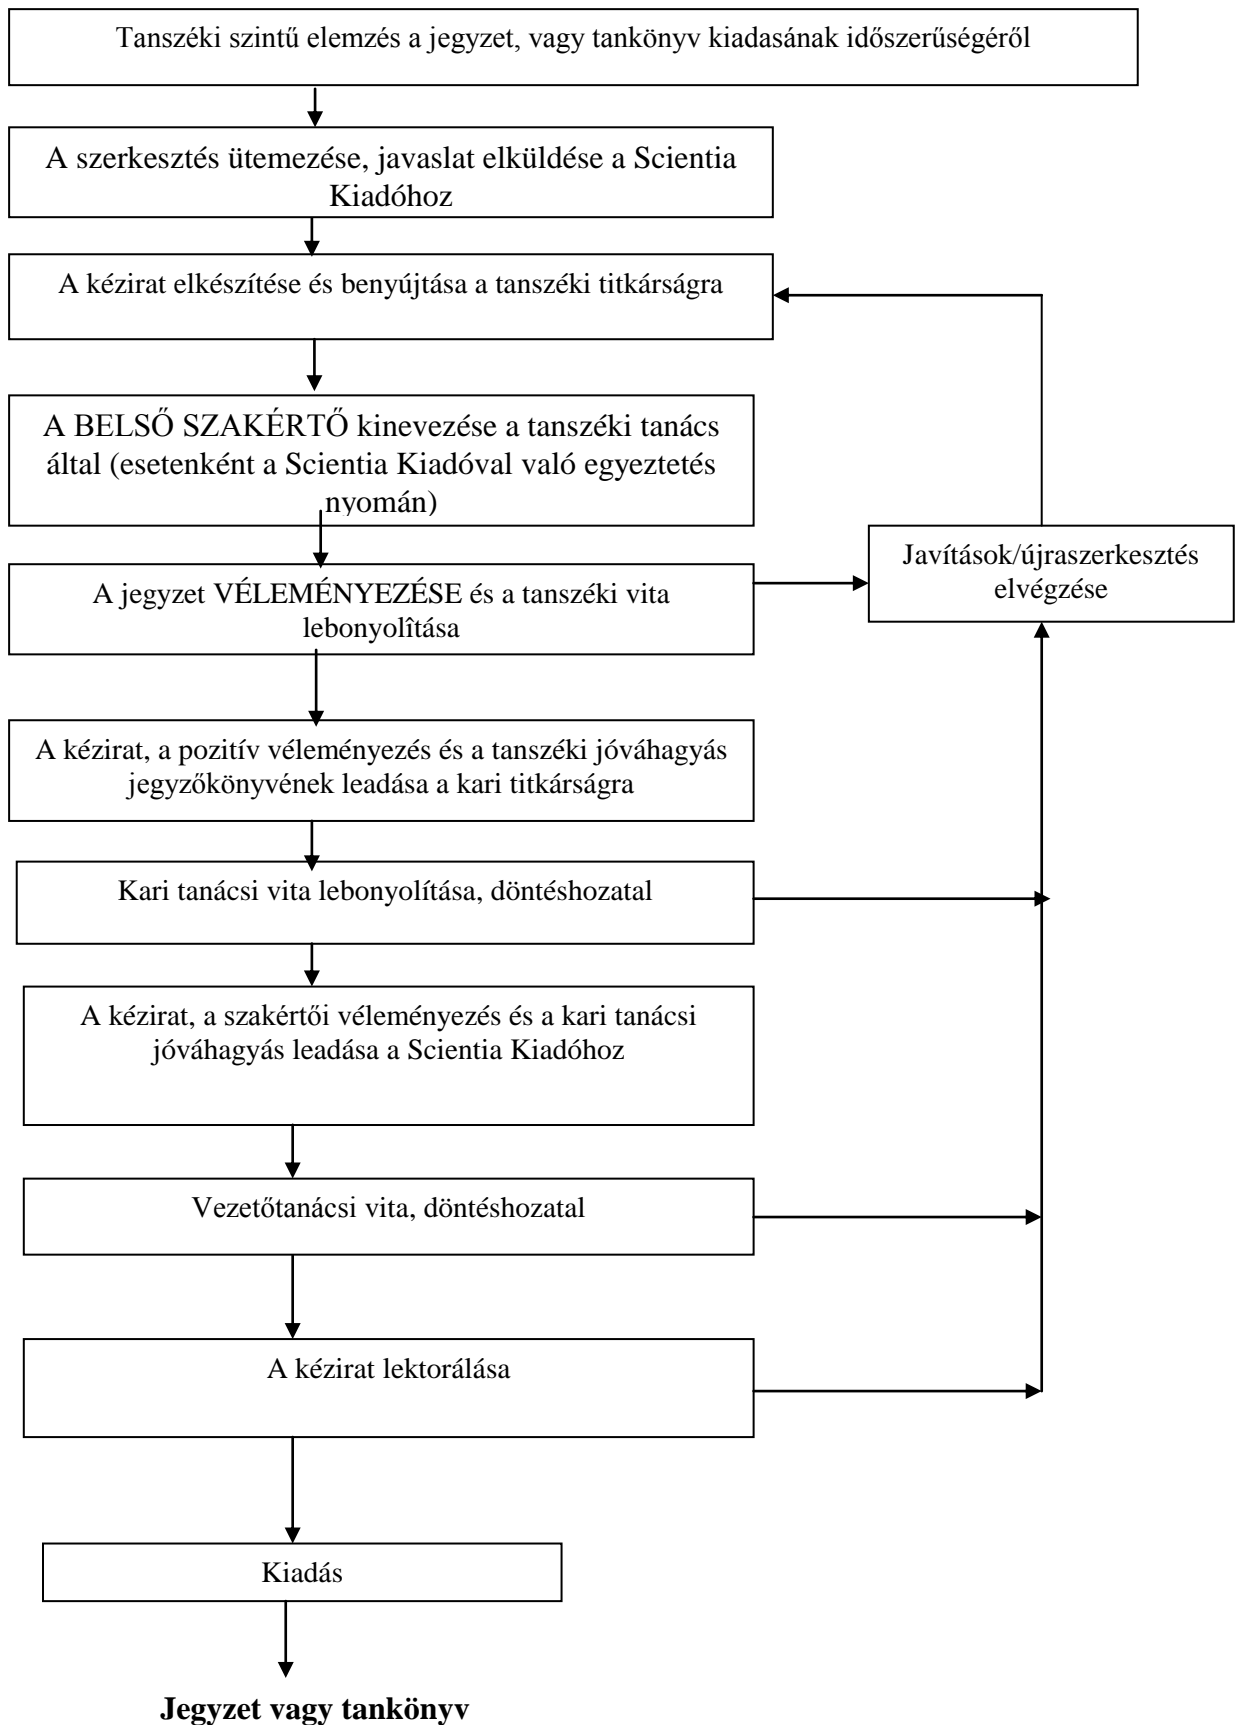 Tanszéki szintű elemzés a jegyzet, vagy tankönyv kiadasának időszerűségéről
A szerkesztés ütemezése, javaslat elküldése a Scientia
Kiadóhoz
A kézirat elkészítése és benyújtása a tanszéki titkárságra
A BELSŐ SZAKÉRTŐ kinevezése a tanszéki tanács
által (esetenként a Scientia Kiadóval való egyeztetés
nyomán)
Javítások/újraszerkesztés
elvégzése
A jegyzet VÉLEMÉNYEZÉSE és a tanszéki vita
lebonyolîtása
A kézirat, a pozitív véleményezés és a tanszéki jóváhagyás
jegyzőkönyvének leadása a kari titkárságra
Kari tanácsi vita lebonyolítása, döntéshozatal
A kézirat, a szakértői véleményezés és a kari tanácsi
jóváhagyás leadása a Scientia Kiadóhoz
Vezetőtanácsi vita, döntéshozatal
A kézirat lektorálása
Kiadás
Jegyzet vagy tankönyv